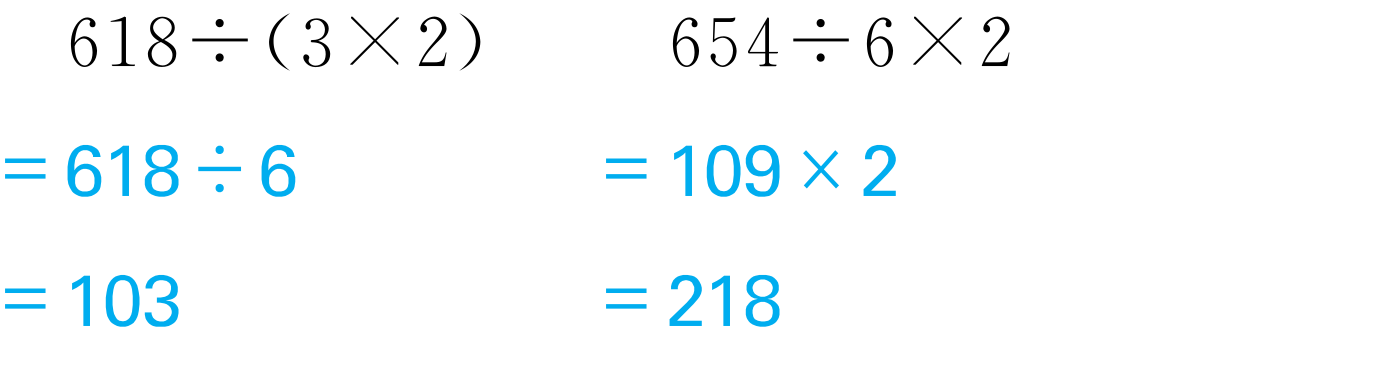 618÷(3×2) 654÷6×2
=618÷6 =109×2
=103 =218